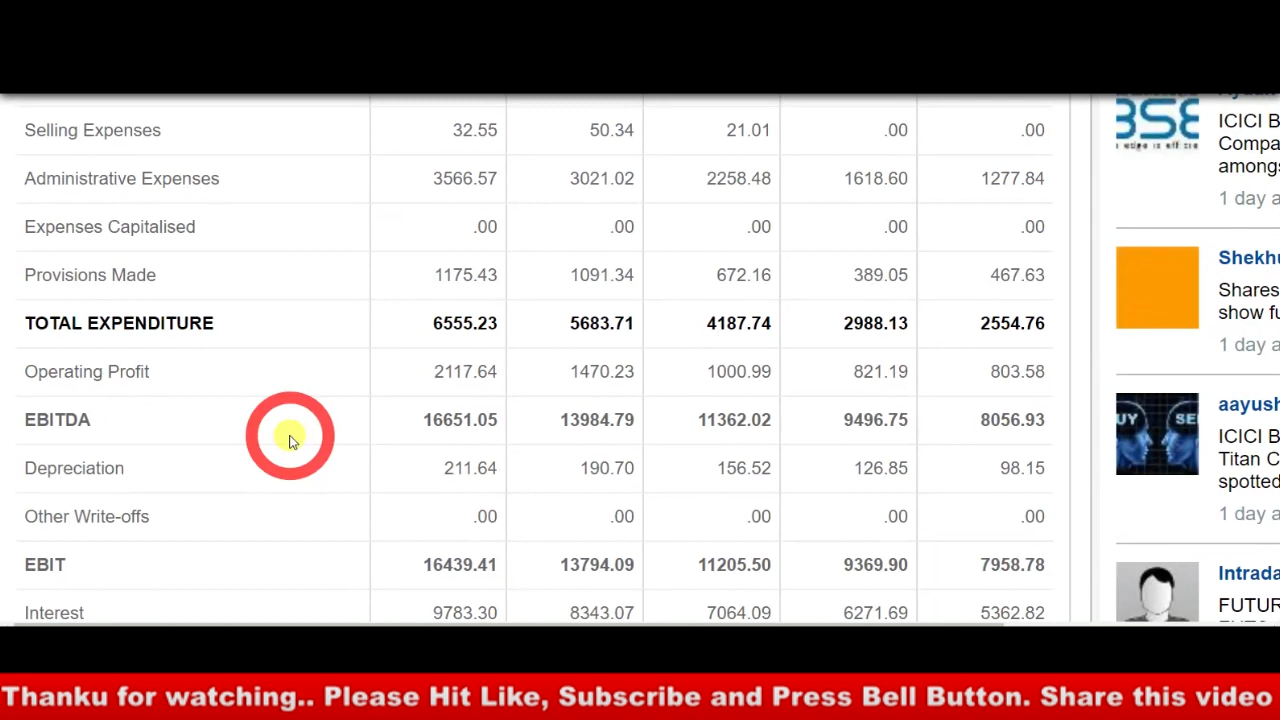 Selling Expenses 32.55 50.34 21.01 .00 .00
Administrative Expenses 3566.57 3021.02 2258.48 1618.60 1277.84
Expenses Capitalised .00 .00 .00 .00 .00
Provisions Made 1175.43 1091.34 672.16 389.05 467.63
TOTAL EXPENDITURE 6555.23 5683.71 4187.74 2988.13 2554.76
Operating Profit 2117.64 1470.23 1000.99 821.19 803.58
EBITDA 16651.05 13984.79 11362.02 9496.75 8056.93
Depreciation 211.64 190.70 156.52 126.85 98.15
Other Write-offs .00 .00 .00 .00 .00
EBIT 16439.41 13794.09 11205.50 9369.90 7958.78
Interest 9783.30 8343.07 7064.09 6271.69 5362.82
BSE
ICICI B
Compa
amongs
1 day a
Shekhu
Shares
show fu
1 day a
aayush
UY SEL
ICICI B
Titan C
spotted
1 day a
Intrada
FUTUR
Thanku for watching.. Please Hit Like, Subscribe and Press Bell Button. Share this video